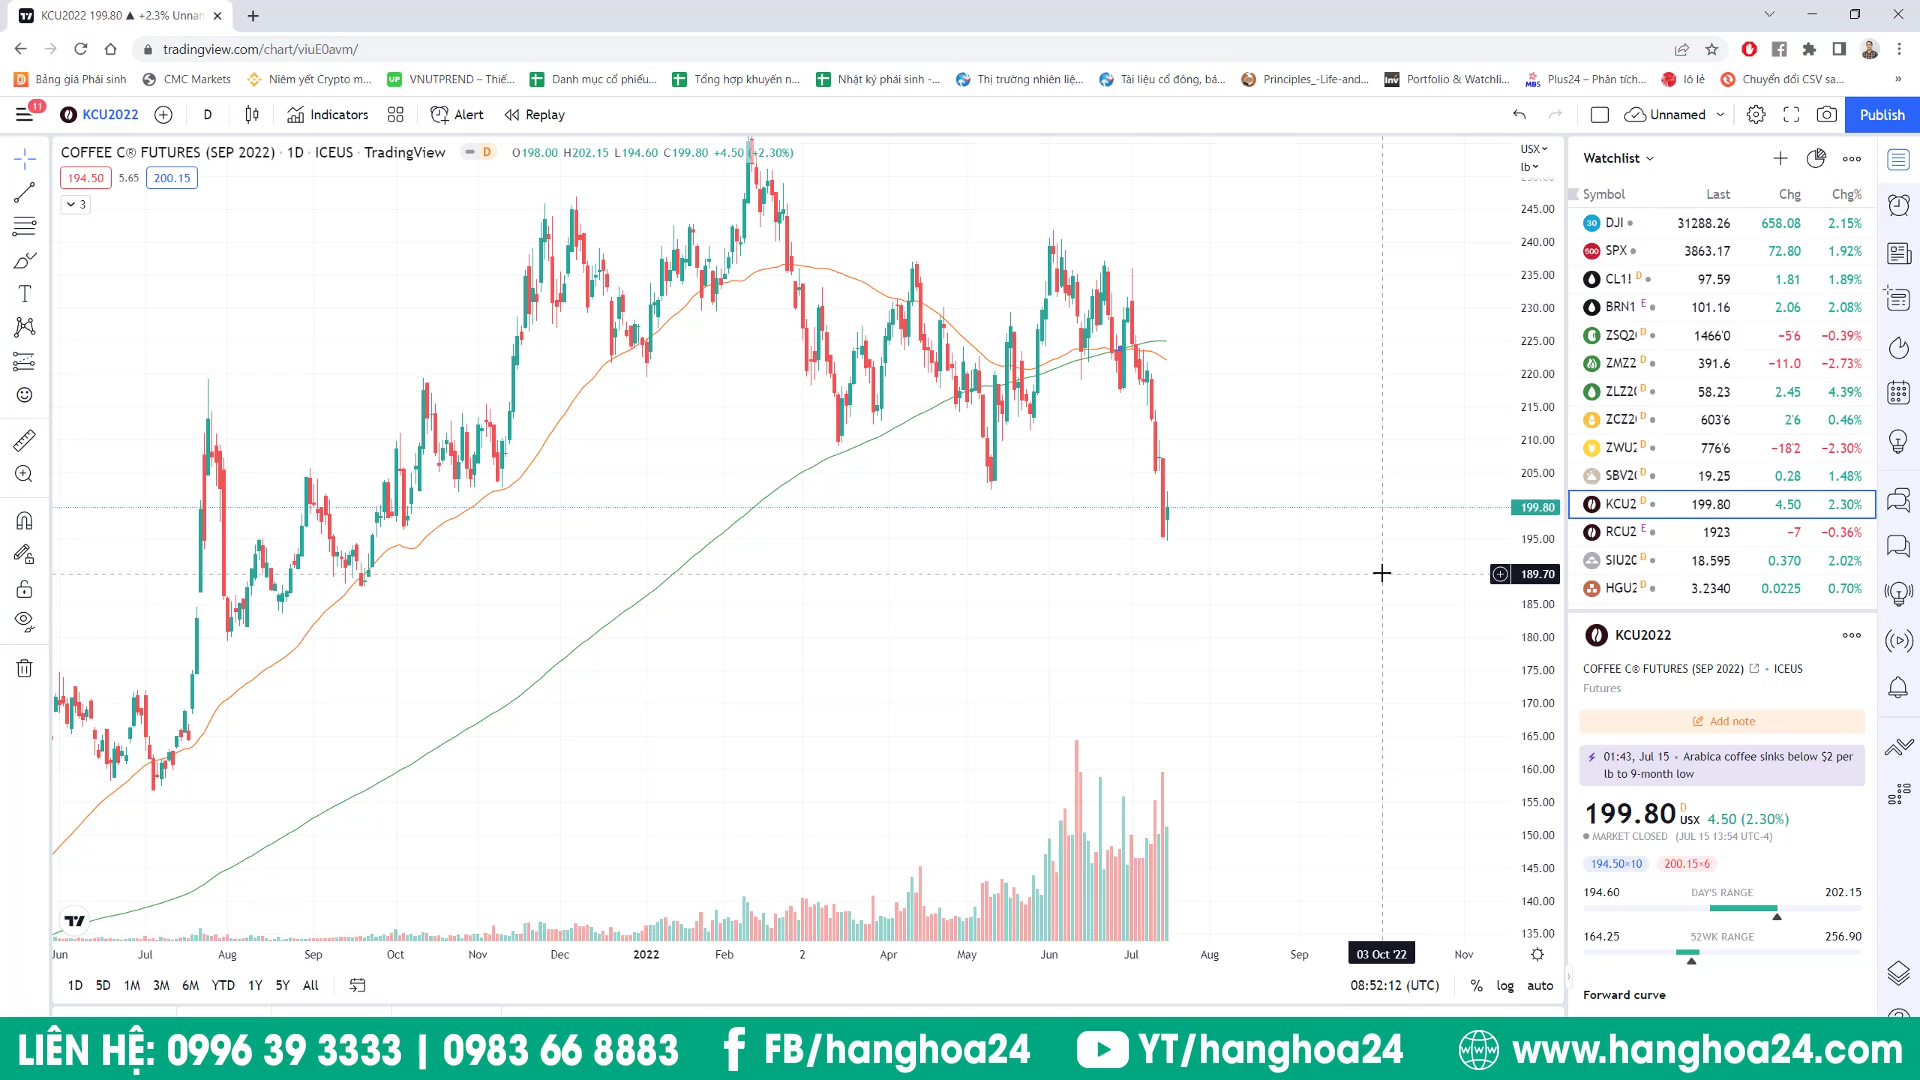 KCU2022 199.80 ▲ +2.3% Unnan
tradingview.com/chart/viuE0avm/
Bảng giá Phái sinh
CMC Markets
Niêm yết Crypto m...
VNUTPREND – Thiế...
Danh mục cổ phiếu...
Tổng hợp khuyến n...
Nhật ký phái sinh -...
Thị trường nhiên liệ...
Tài liệu cổ đông, bá...
Principles_-Life-and...
Portfolio & Watchli...
Plus24 – Phân tích...
lô lê
Chuyển đổi CSV sa...
11
KCU2022
D
Indicators
Alert
Replay
Unnamed
Publish
COFFEE C® FUTURES (SEP 2022) · 1D · ICEUS · TradingView
D
O198.00 H202.15 L194.60 C199.80 +4.50 (+2.30%)
194.50 5.65 200.15
3
USX
lb
245.00
240.00
235.00
230.00
225.00
220.00
215.00
210.00
205.00
199.80
195.00
189.70
185.00
180.00
175.00
170.00
165.00
160.00
155.00
150.00
145.00
140.00
135.00
Jun Jul Aug Sep Oct Nov Dec 2022 Feb 2 Apr May Jun Jul Aug Sep 03 Oct '22 Nov
1D 5D 1M 3M 6M YTD 1Y 5Y All
08:52:12 (UTC) % log auto
Watchlist
Symbol Last Chg Chg%
DJI 31288.26 658.08 2.15%
SPX 3863.17 72.80 1.92%
CL1! D 97.59 1.81 1.89%
BRN1 E 101.16 2.06 2.08%
ZSQ2 D 1466'0 −5'6 −0.39%
ZMZ2 D 391.6 −11.0 −2.73%
ZLZ20 D 58.23 2.45 4.39%
ZCZ2 D 603'6 2'6 0.46%
ZWU2 D 776'6 −18'2 −2.30%
SBV20 D 19.25 0.28 1.48%
KCU2 D 199.80 4.50 2.30%
RCU2 E 1923 −7 −0.36%
SIU20 D 18.595 0.370 2.02%
HGU2 D 3.2340 0.0225 0.70%
KCU2022
COFFEE C® FUTURES (SEP 2022) • ICEUS
Futures
Add note
01:43, Jul 15 • Arabica coffee sinks below $2 per
lb to 9-month low
199.80 D USX 4.50 (2.30%)
MARKET CLOSED (JUL 15 13:54 UTC-4)
194.50×10 200.15×6
194.60 DAY'S RANGE 202.15
164.25 52WK RANGE 256.90
Forward curve
LIÊN HỆ: 0996 39 3333 | 0983 66 8883 FB/hanghoa24 YT/hanghoa24 www.hanghoa24.com